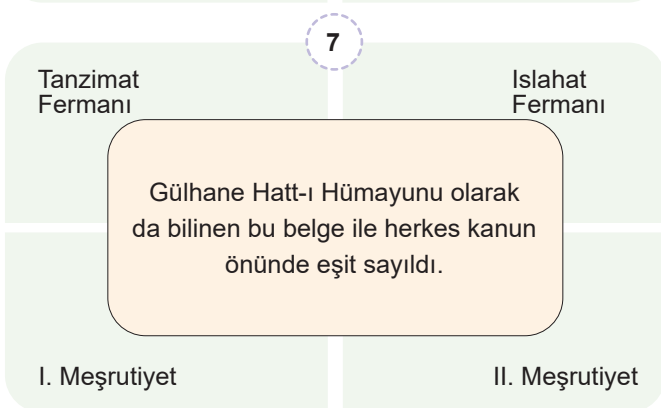 7
Tanzimat
Fermanı
Islahat
Fermanı
Gülhane Hatt-ı Hümayunu olarak
da bilinen bu belge ile herkes kanun
önünde eşit sayıldı.
I. Meşrutiyet
II. Meşrutiyet